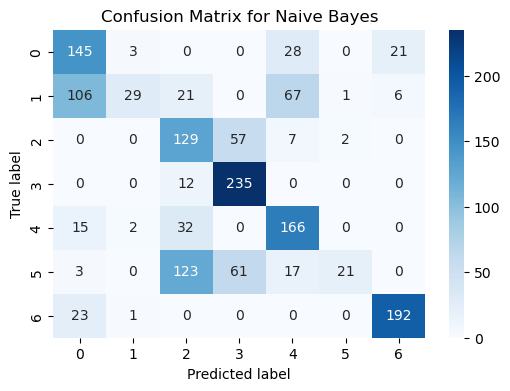 Confusion Matrix for Naive Bayes
0 145 3 0 0 28 0 21
1 106 29 21 0 67 1 6
2 0 0 129 57 7 2 0
3 0 0 12 235 0 0 0
4 15 2 32 0 166 0 0
5 3 0 123 61 17 21 0
6 23 1 0 0 0 0 192
0 1 2 3 4 5 6
Predicted label
True label
200
150
100
50
0